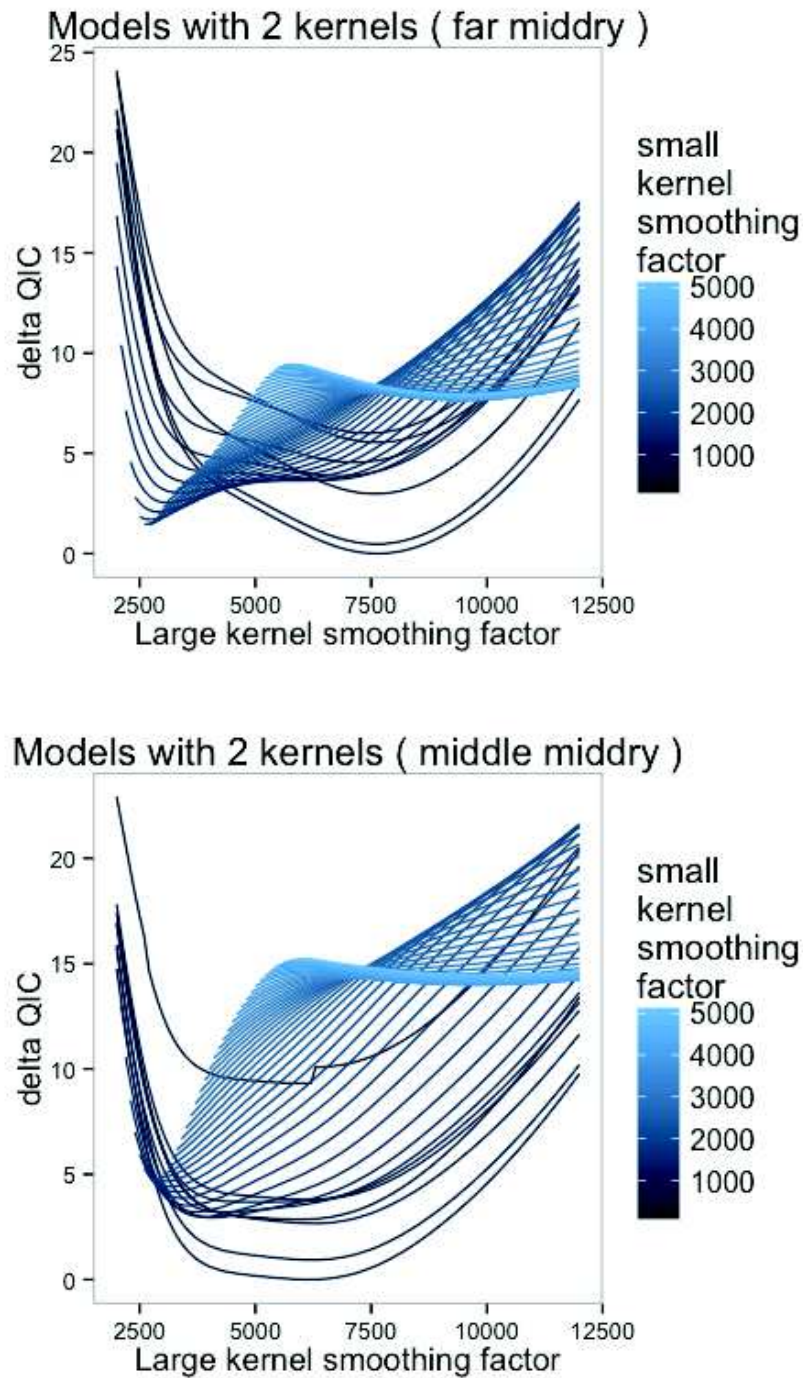 Models with 2 kernels ( far middry )
25
20
15
10
5
0
delta QIC
2500 5000 7500 10000 12500
Large kernel smoothing factor
small
kernel
smoothing
factor
5000
4000
3000
2000
1000
Models with 2 kernels ( middle middry )
20
15
10
5
0
delta QIC
2500 5000 7500 10000 12500
Large kernel smoothing factor
small
kernel
smoothing
factor
5000
4000
3000
2000
1000